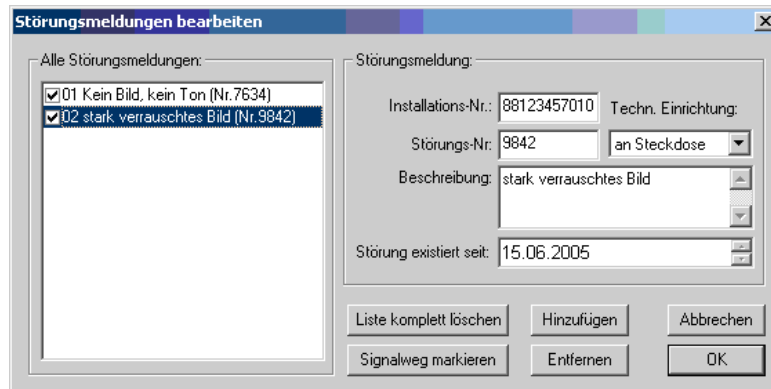 Störungsmeldungen bearbeiten
Alle Störungsmeldungen:
01 Kein Bild, kein Ton (Nr.7634)
02 stark verrauschtes Bild (Nr.9842)
Störungsmeldung:
Installations-Nr.: 88123457010 Techn. Einrichtung:
Störungs-Nr: 9842 an Steckdose
Beschreibung: stark verrauschtes Bild
Störung existiert seit: 15.06.2005
Liste komplett löschen Hinzufügen Abbrechen
Signalweg markieren Entfernen OK